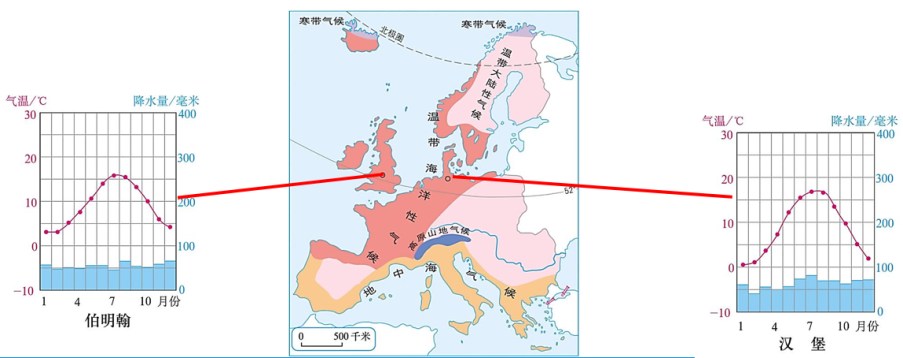 气温/℃ 降水量/毫米
30 400
20 300
10 200
0 100
-10 0
1 4 7 10 月份
伯明翰
寒带气候
北极圈
寒带气候
温带大陆性气候
温带海洋性气候
52°
高原山地气候
地中海气候
0 500千米
气温/℃ 降水量/毫米
30 400
20 300
10 200
0 100
-10 0
1 4 7 10 月份
汉 堡